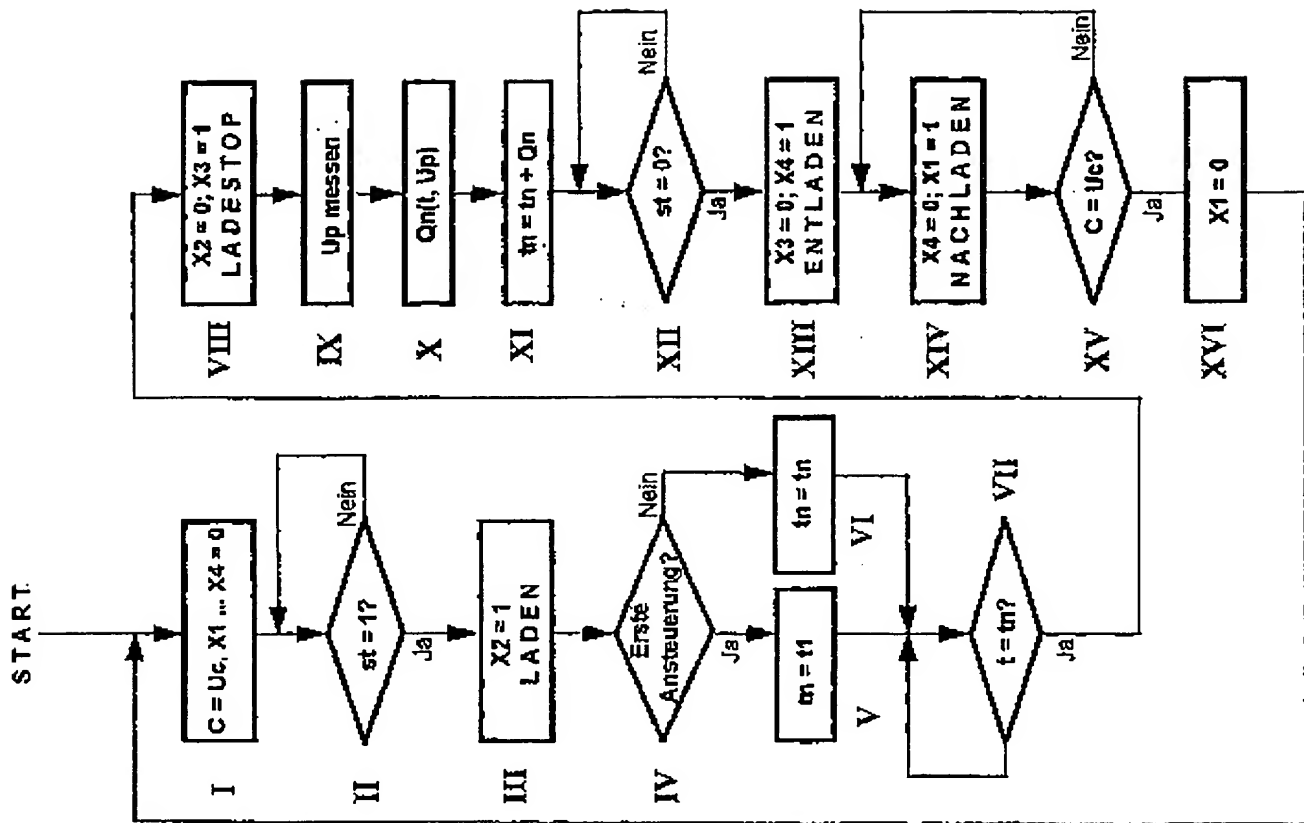 START
I
C = Uc, X1 ... X4 = 0
II
st = 1?
Nein
Ja
III
X2 = 1
LADEN
IV
Erste
Ansteuerung?
Nein
Ja
V
tn = t1
VI
tn = tn
VII
t = tn?
Ja
VIII
X2 = 0; X3 = 1
LADESTOP
IX
Up messen
X
Qn(t, Up)
XI
tn = tn + Qn
XII
st = 0?
Nein
Ja
XIII
X3 = 0; X4 = 1
ENTLADEN
XIV
X4 = 0; X1 = 1
NACHLADEN
XV
C = Uc?
Nein
Ja
XVI
X1 = 0